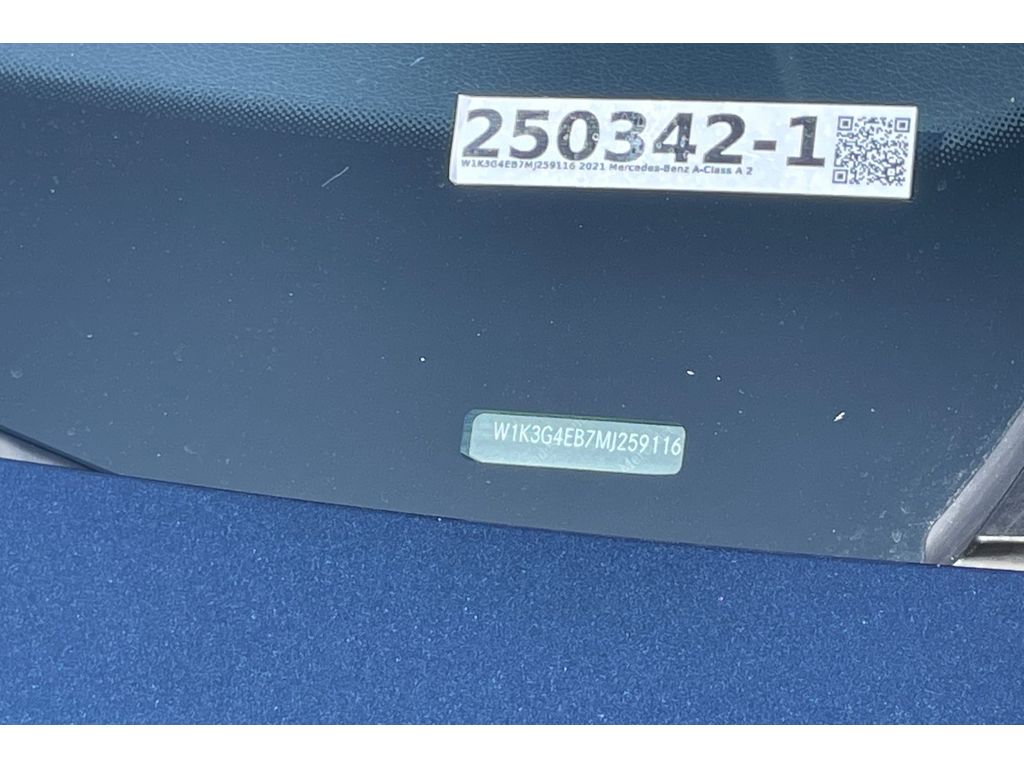 250342-1
W1K3G4EB7MJ259116 2021 Mercedes-Benz A-Class A 2
W1K3G4EB7MJ259116